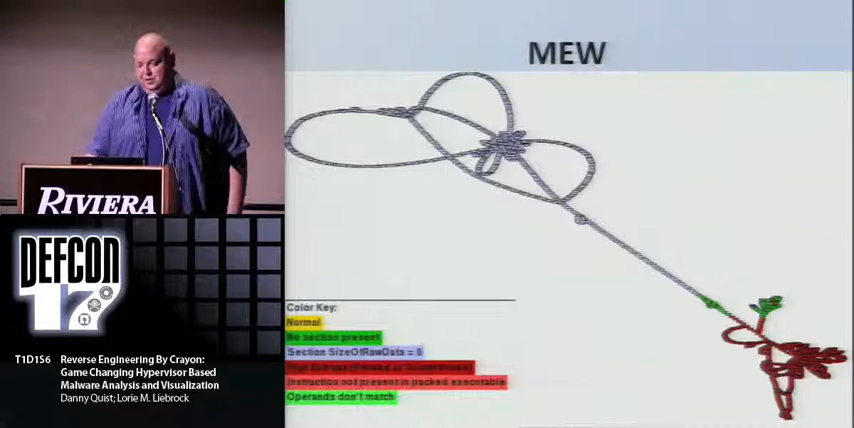 MEW
RIVIERA
DEFCON
17
T1D1S6 Reverse Engineering By Crayon:
Game Changing Hypervisor Based
Malware Analysis and Visualization
Danny Quist; Lorie M. Liebrock
Color Key:
Normal
No section present
Section SizeOfRawData = 0
Instruction not present in packed executable
Operands don't match